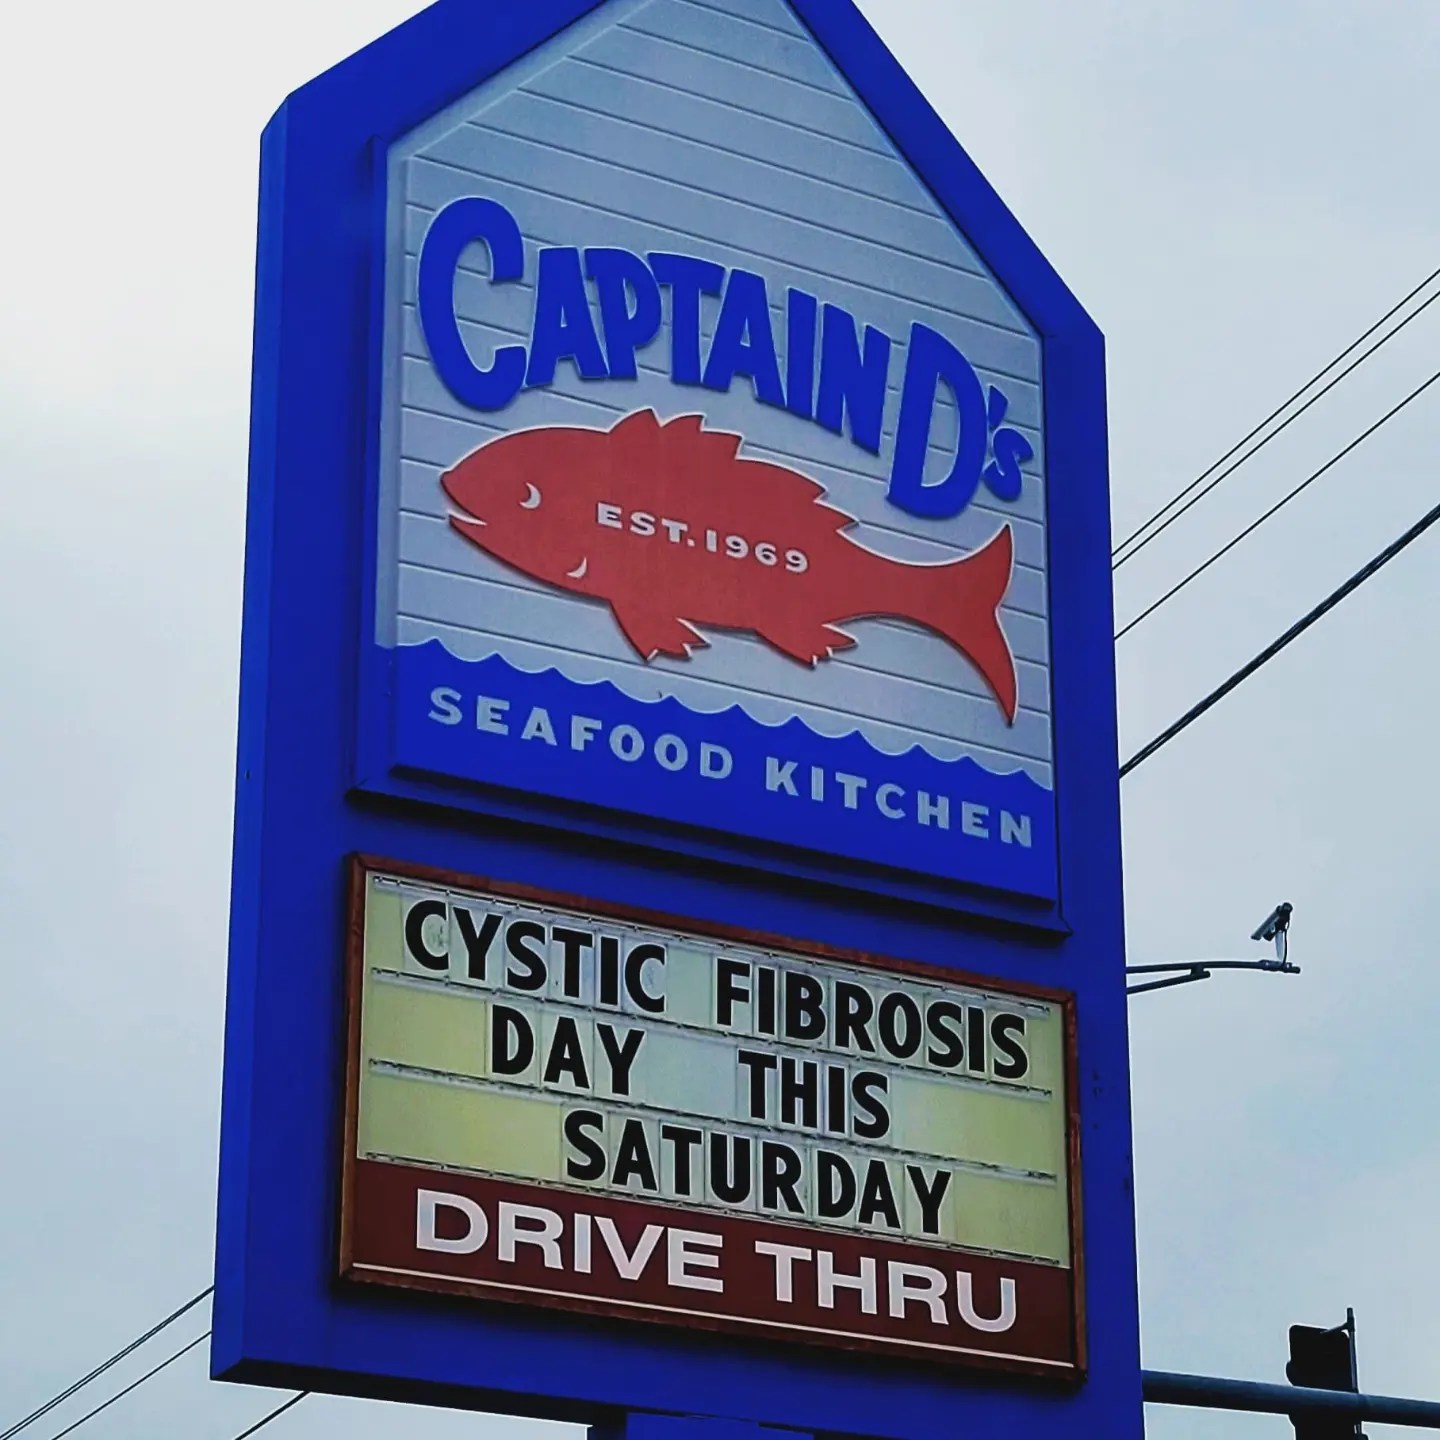 CAPTAIN D's
EST. 1969
SEAFOOD KITCHEN
CYSTIC FIBROSIS
DAY THIS
SATURDAY
DRIVE THRU